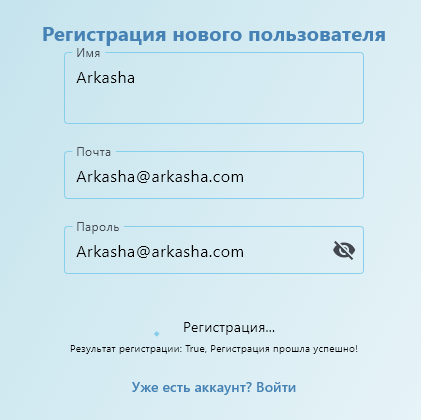 Регистрация нового пользователя
Имя
Arkasha
Почта
Arkasha@arkasha.com
Пароль
Arkasha@arkasha.com
Регистрация...
Результат регистрации: True, Регистрация прошла успешно!
Уже есть аккаунт? Войти